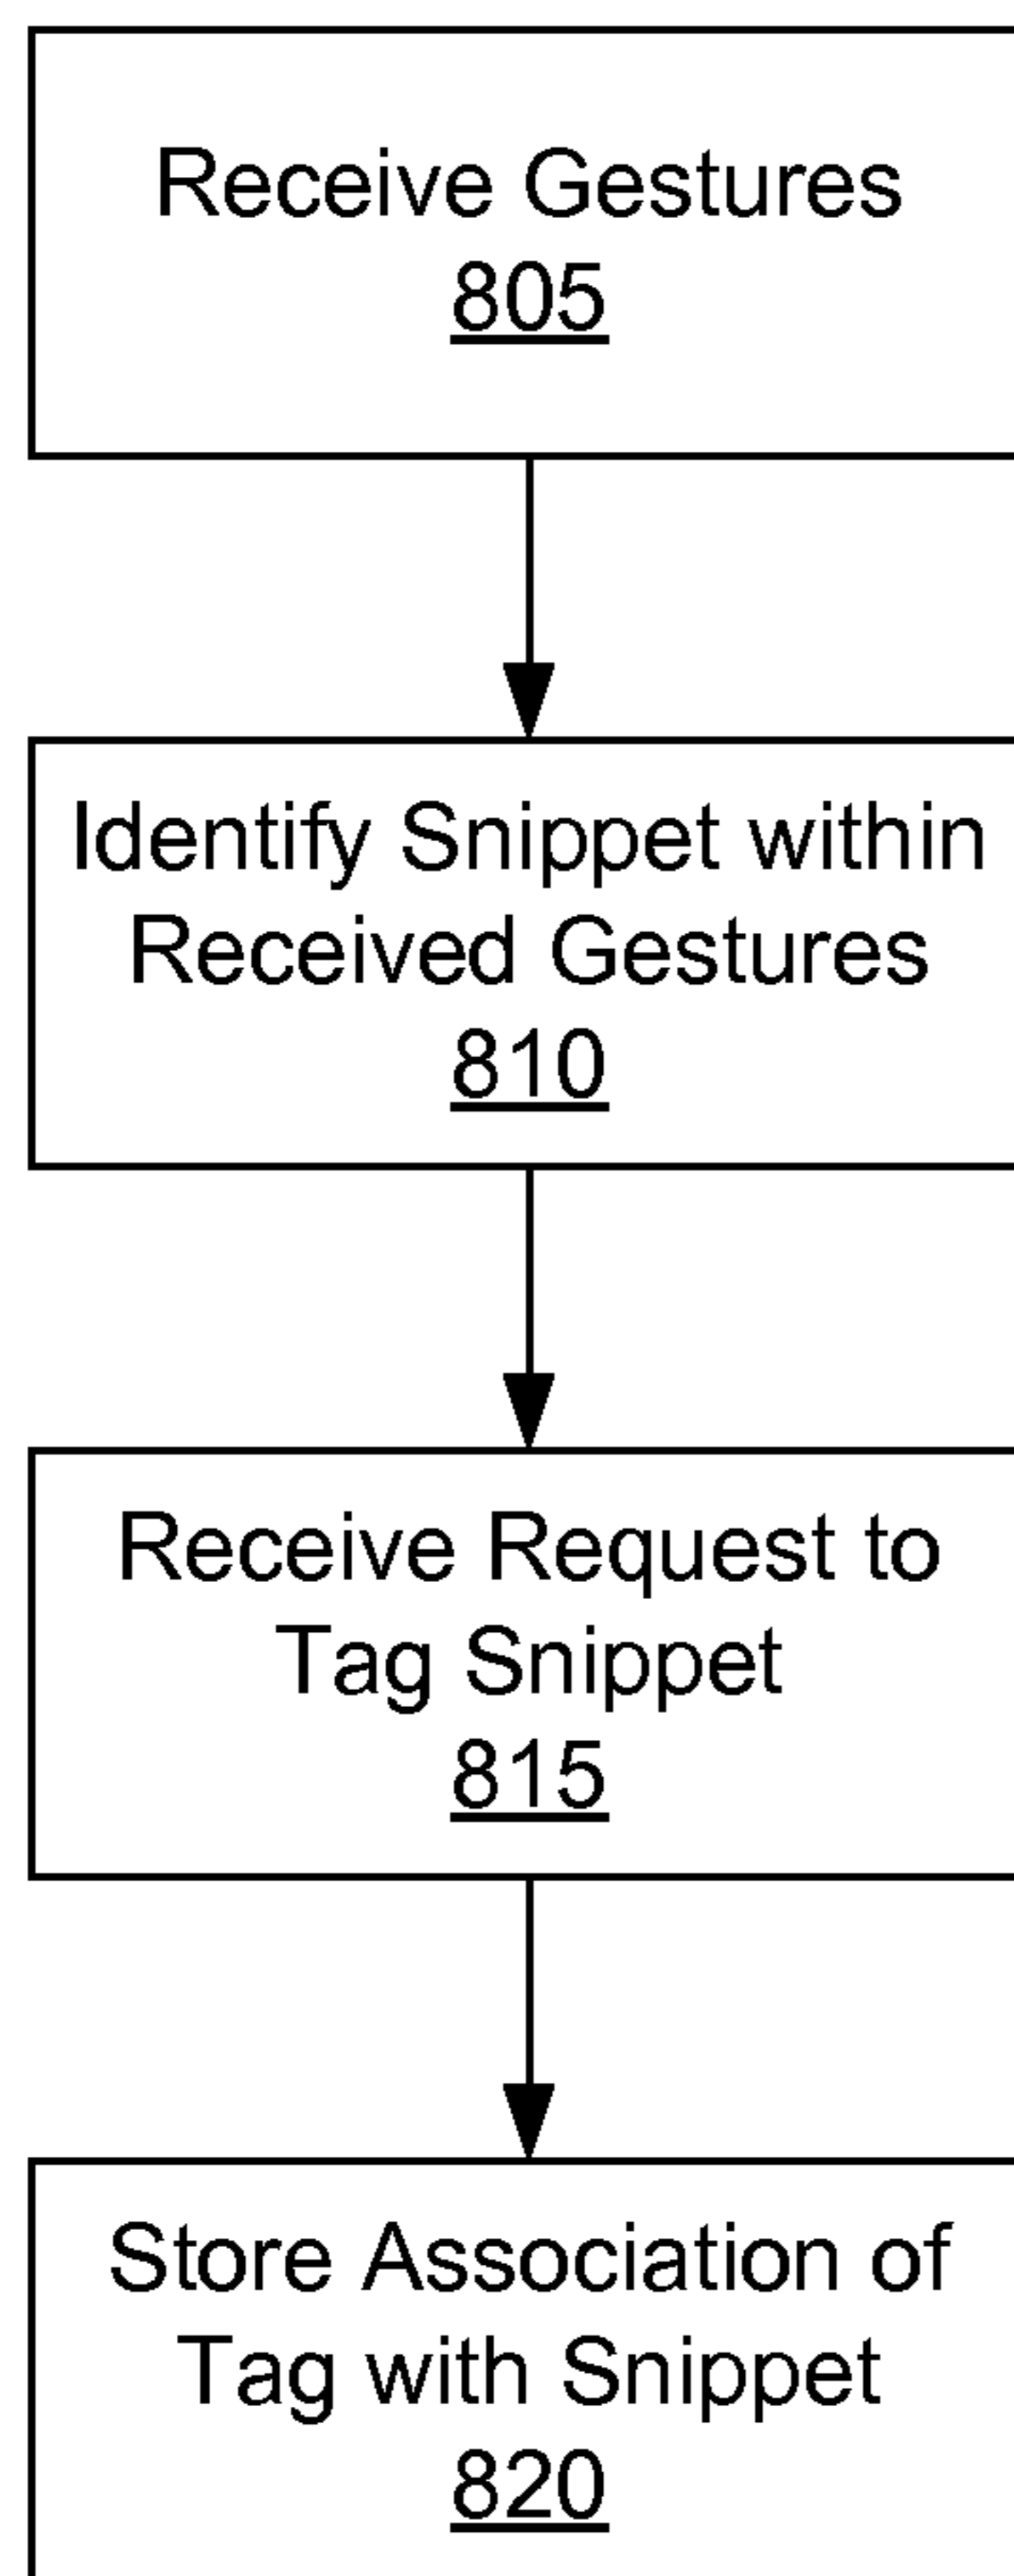 Receive Gestures
805
Identify Snippet within
Received Gestures
810
Receive Request to
Tag Snippet
815
Store Association of
Tag with Snippet
820